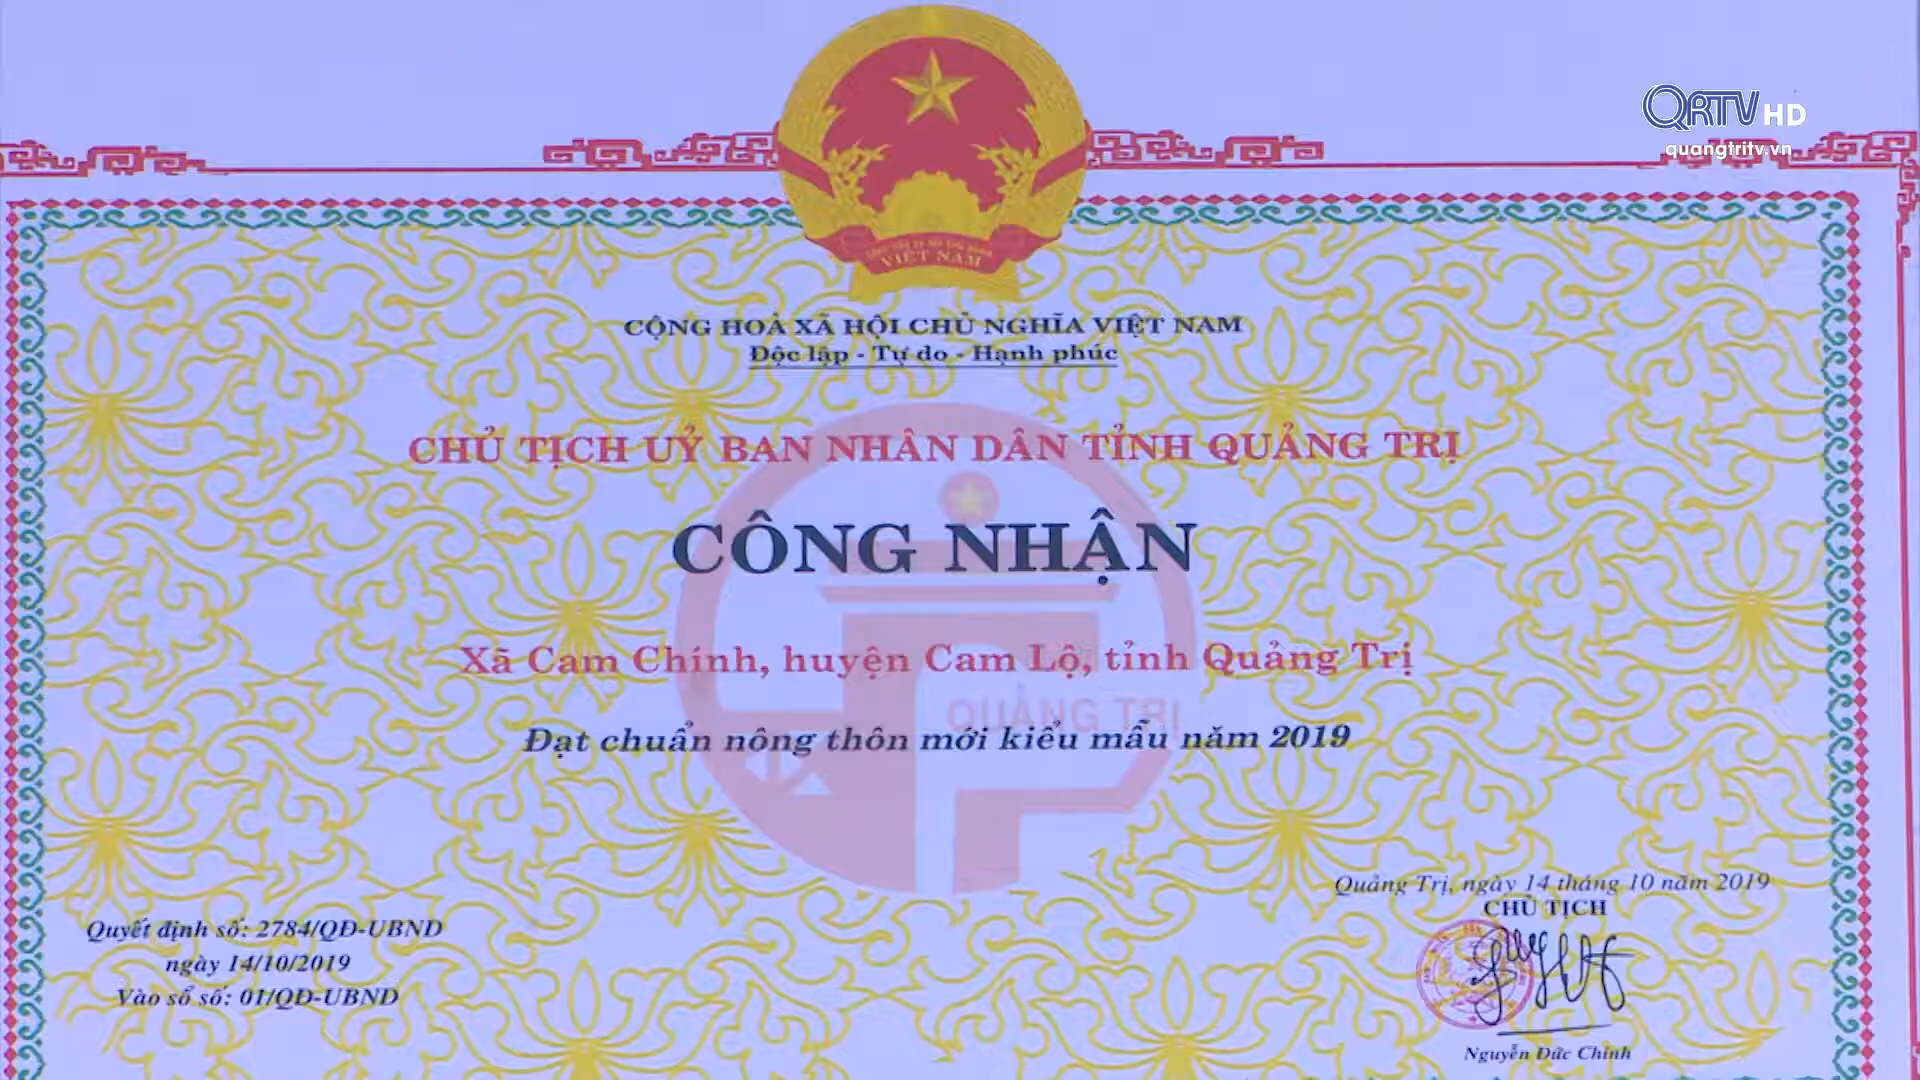 QRTV HD
quangtritv.vn
VIỆT NAM
CỘNG HOÀ XÃ HỘI CHỦ NGHĨA VIỆT NAM
Độc lập - Tự do - Hạnh phúc
CHỦ TỊCH UỶ BAN NHÂN DÂN TỈNH QUẢNG TRỊ
CÔNG NHẬN
Xã Cam Chính, huyện Cam Lộ, tỉnh Quảng Trị
QUẢNG TRỊ
Đạt chuẩn nông thôn mới kiểu mẫu năm 2019
Quảng Trị, ngày 14 tháng 10 năm 2019
CHỦ TỊCH
Quyết định số: 2784/QĐ-UBND
ngày 14/10/2019
Vào sổ số: 01/QĐ-UBND
Nguyễn Đức Chính